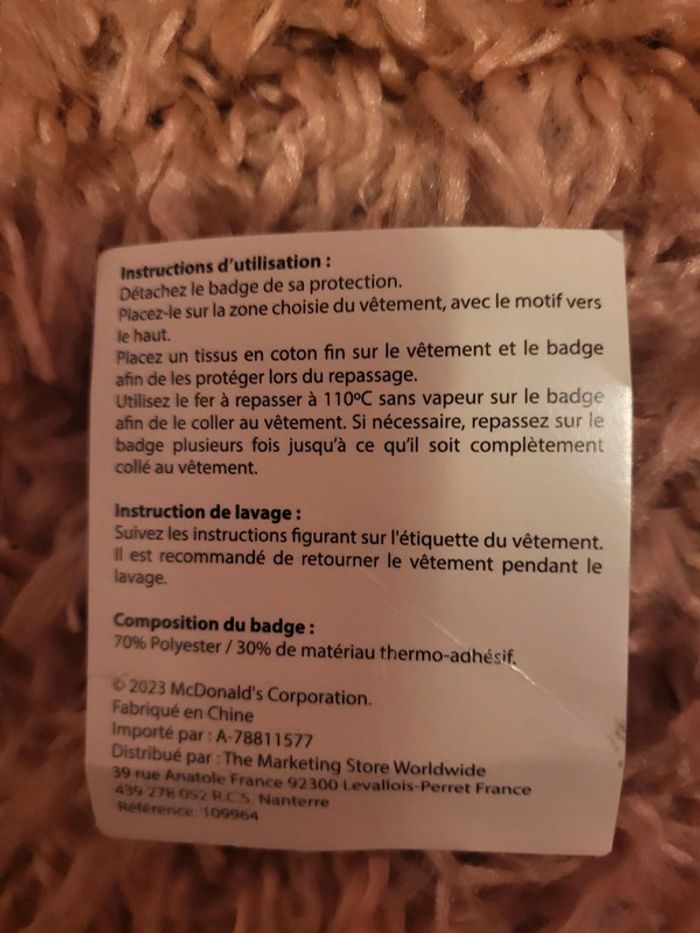 Instructions d'utilisation :
Détachez le badge de sa protection.
Placez-le sur la zone choisie du vêtement, avec le motif vers
le haut.
Placez un tissus en coton fin sur le vêtement et le badge
afin de les protéger lors du repassage.
Utilisez le fer à repasser à 110ºC sans vapeur sur le badge
afin de le coller au vêtement. Si nécessaire, repassez sur le
badge plusieurs fois jusqu'à ce qu'il soit complètement
collé au vêtement.
Instruction de lavage :
Suivez les instructions figurant sur l'étiquette du vêtement.
Il est recommandé de retourner le vêtement pendant le
lavage.
Composition du badge :
70% Polyester / 30% de matériau thermo-adhésif.
© 2023 McDonald's Corporation.
Fabriqué en Chine
Importé par : A-78811577
Distribué par : The Marketing Store Worldwide
39 rue Anatole France 92300 Levallois-Perret France
439 278 052 R.C.S. Nanterre
Référence: 109964